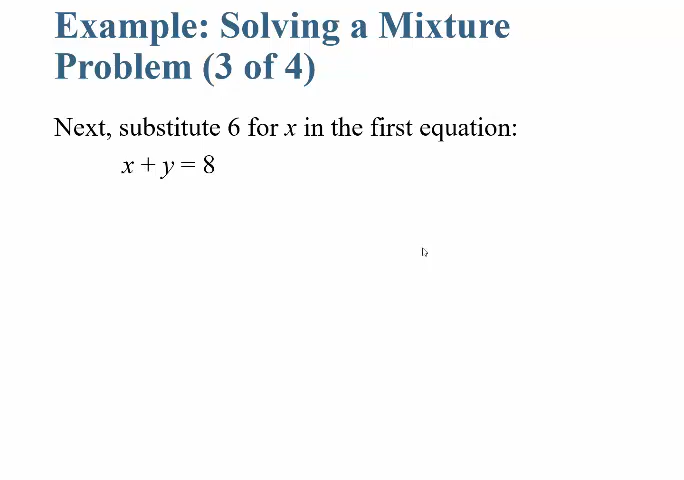 Example: Solving a Mixture
Problem (3 of 4)
Next, substitute 6 for x in the first equation:
x + y = 8